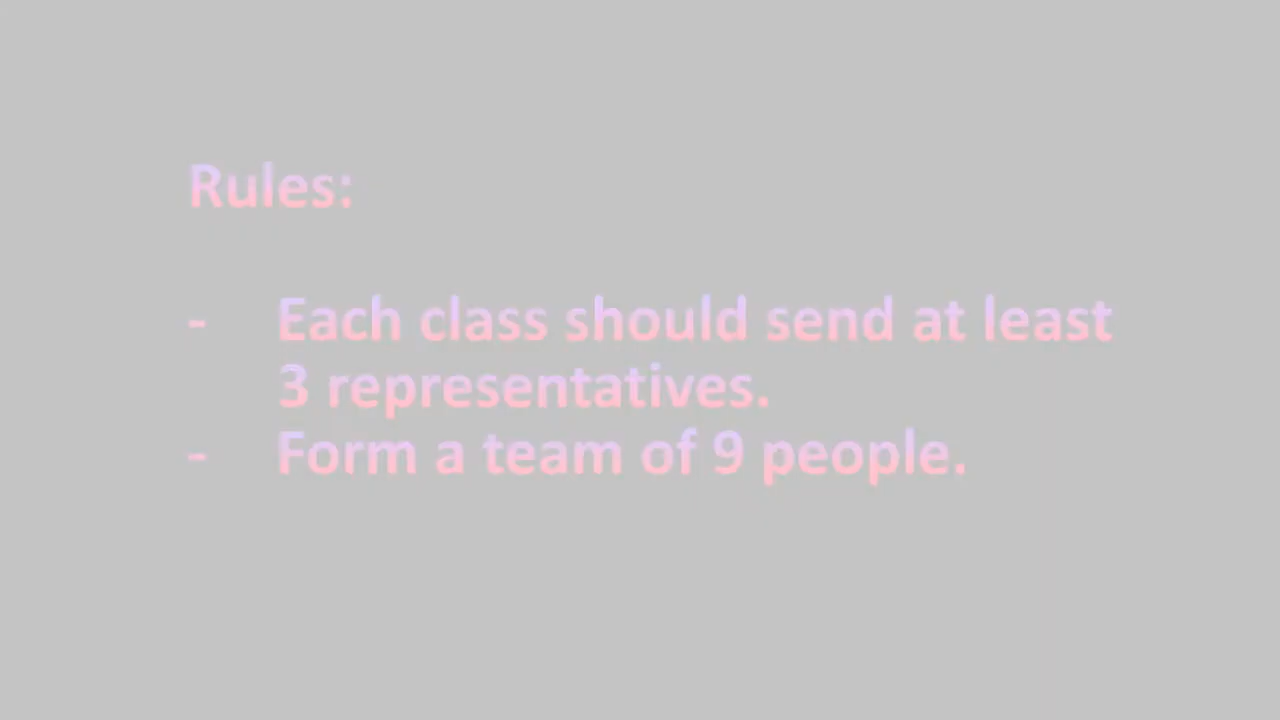 Rules:
- Each class should send at least
3 representatives.
- Form a team of 9 people.